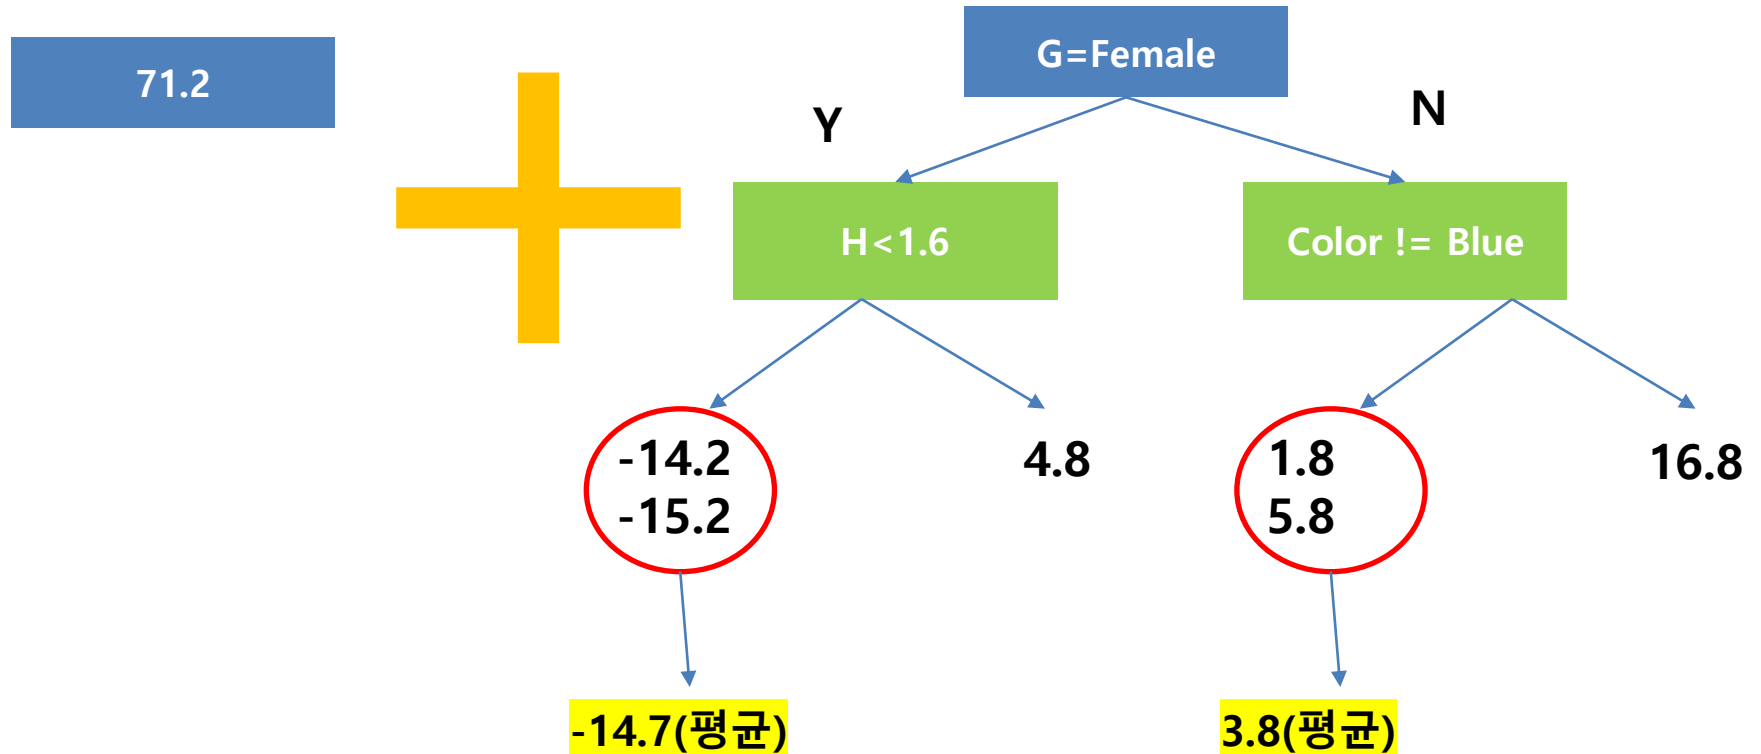 71.2
G=Female
Y
N
H<1.6
Color != Blue
-14.2
-15.2
4.8
1.8
5.8
16.8
-14.7(평균)
3.8(평균)